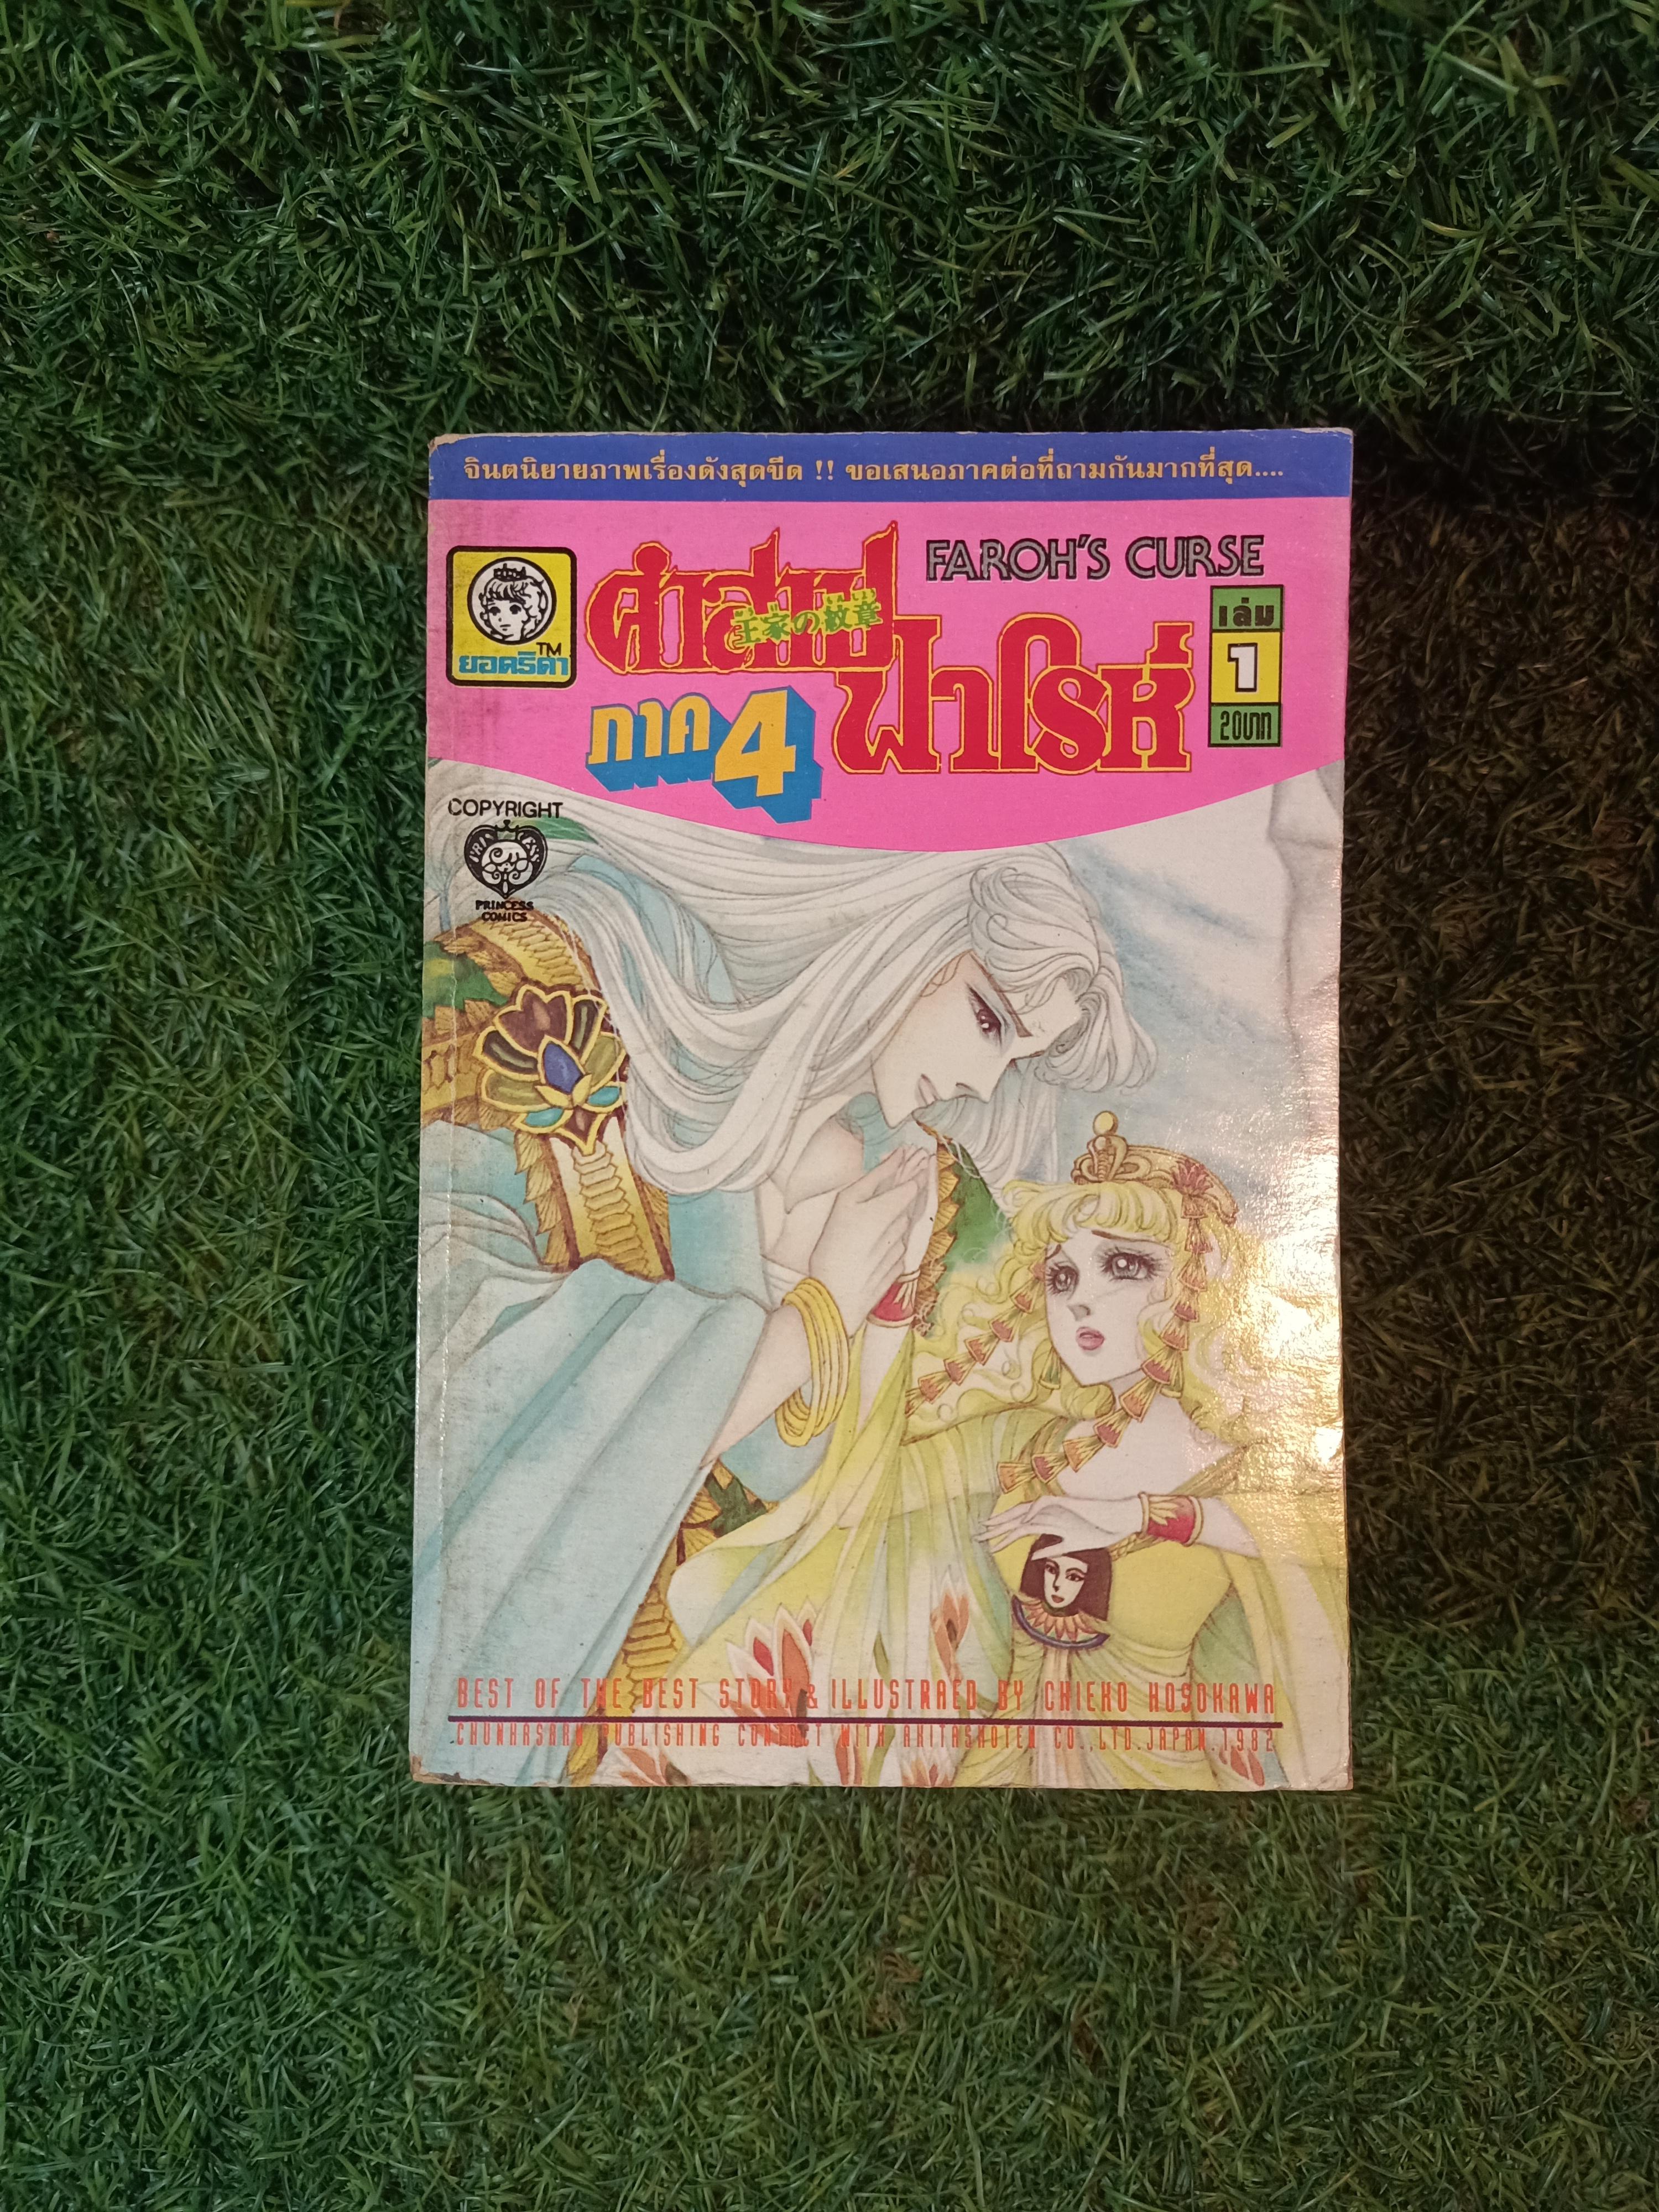 จินตนิยายภาพเรื่องดังสุดขีด !! ขอเสนอภาคต่อที่ถามกันมากที่สุด....
FAROH'S CURSE
คำสาป
王家の紋章
ฟาโรห์
ภาค 4
เล่ม
1
20บาท
TM
ยอดธิดา
COPYRIGHT
PRINCESS
PRINCESS
COMICS
BEST OF THE BEST STORY & ILLUSTRAED BY CHIEKO HOSOKAWA
CHUNHASARN PUBLISHING CONTACT WITH AKITASHOTEN CO.,LTD.JAPAN.1982